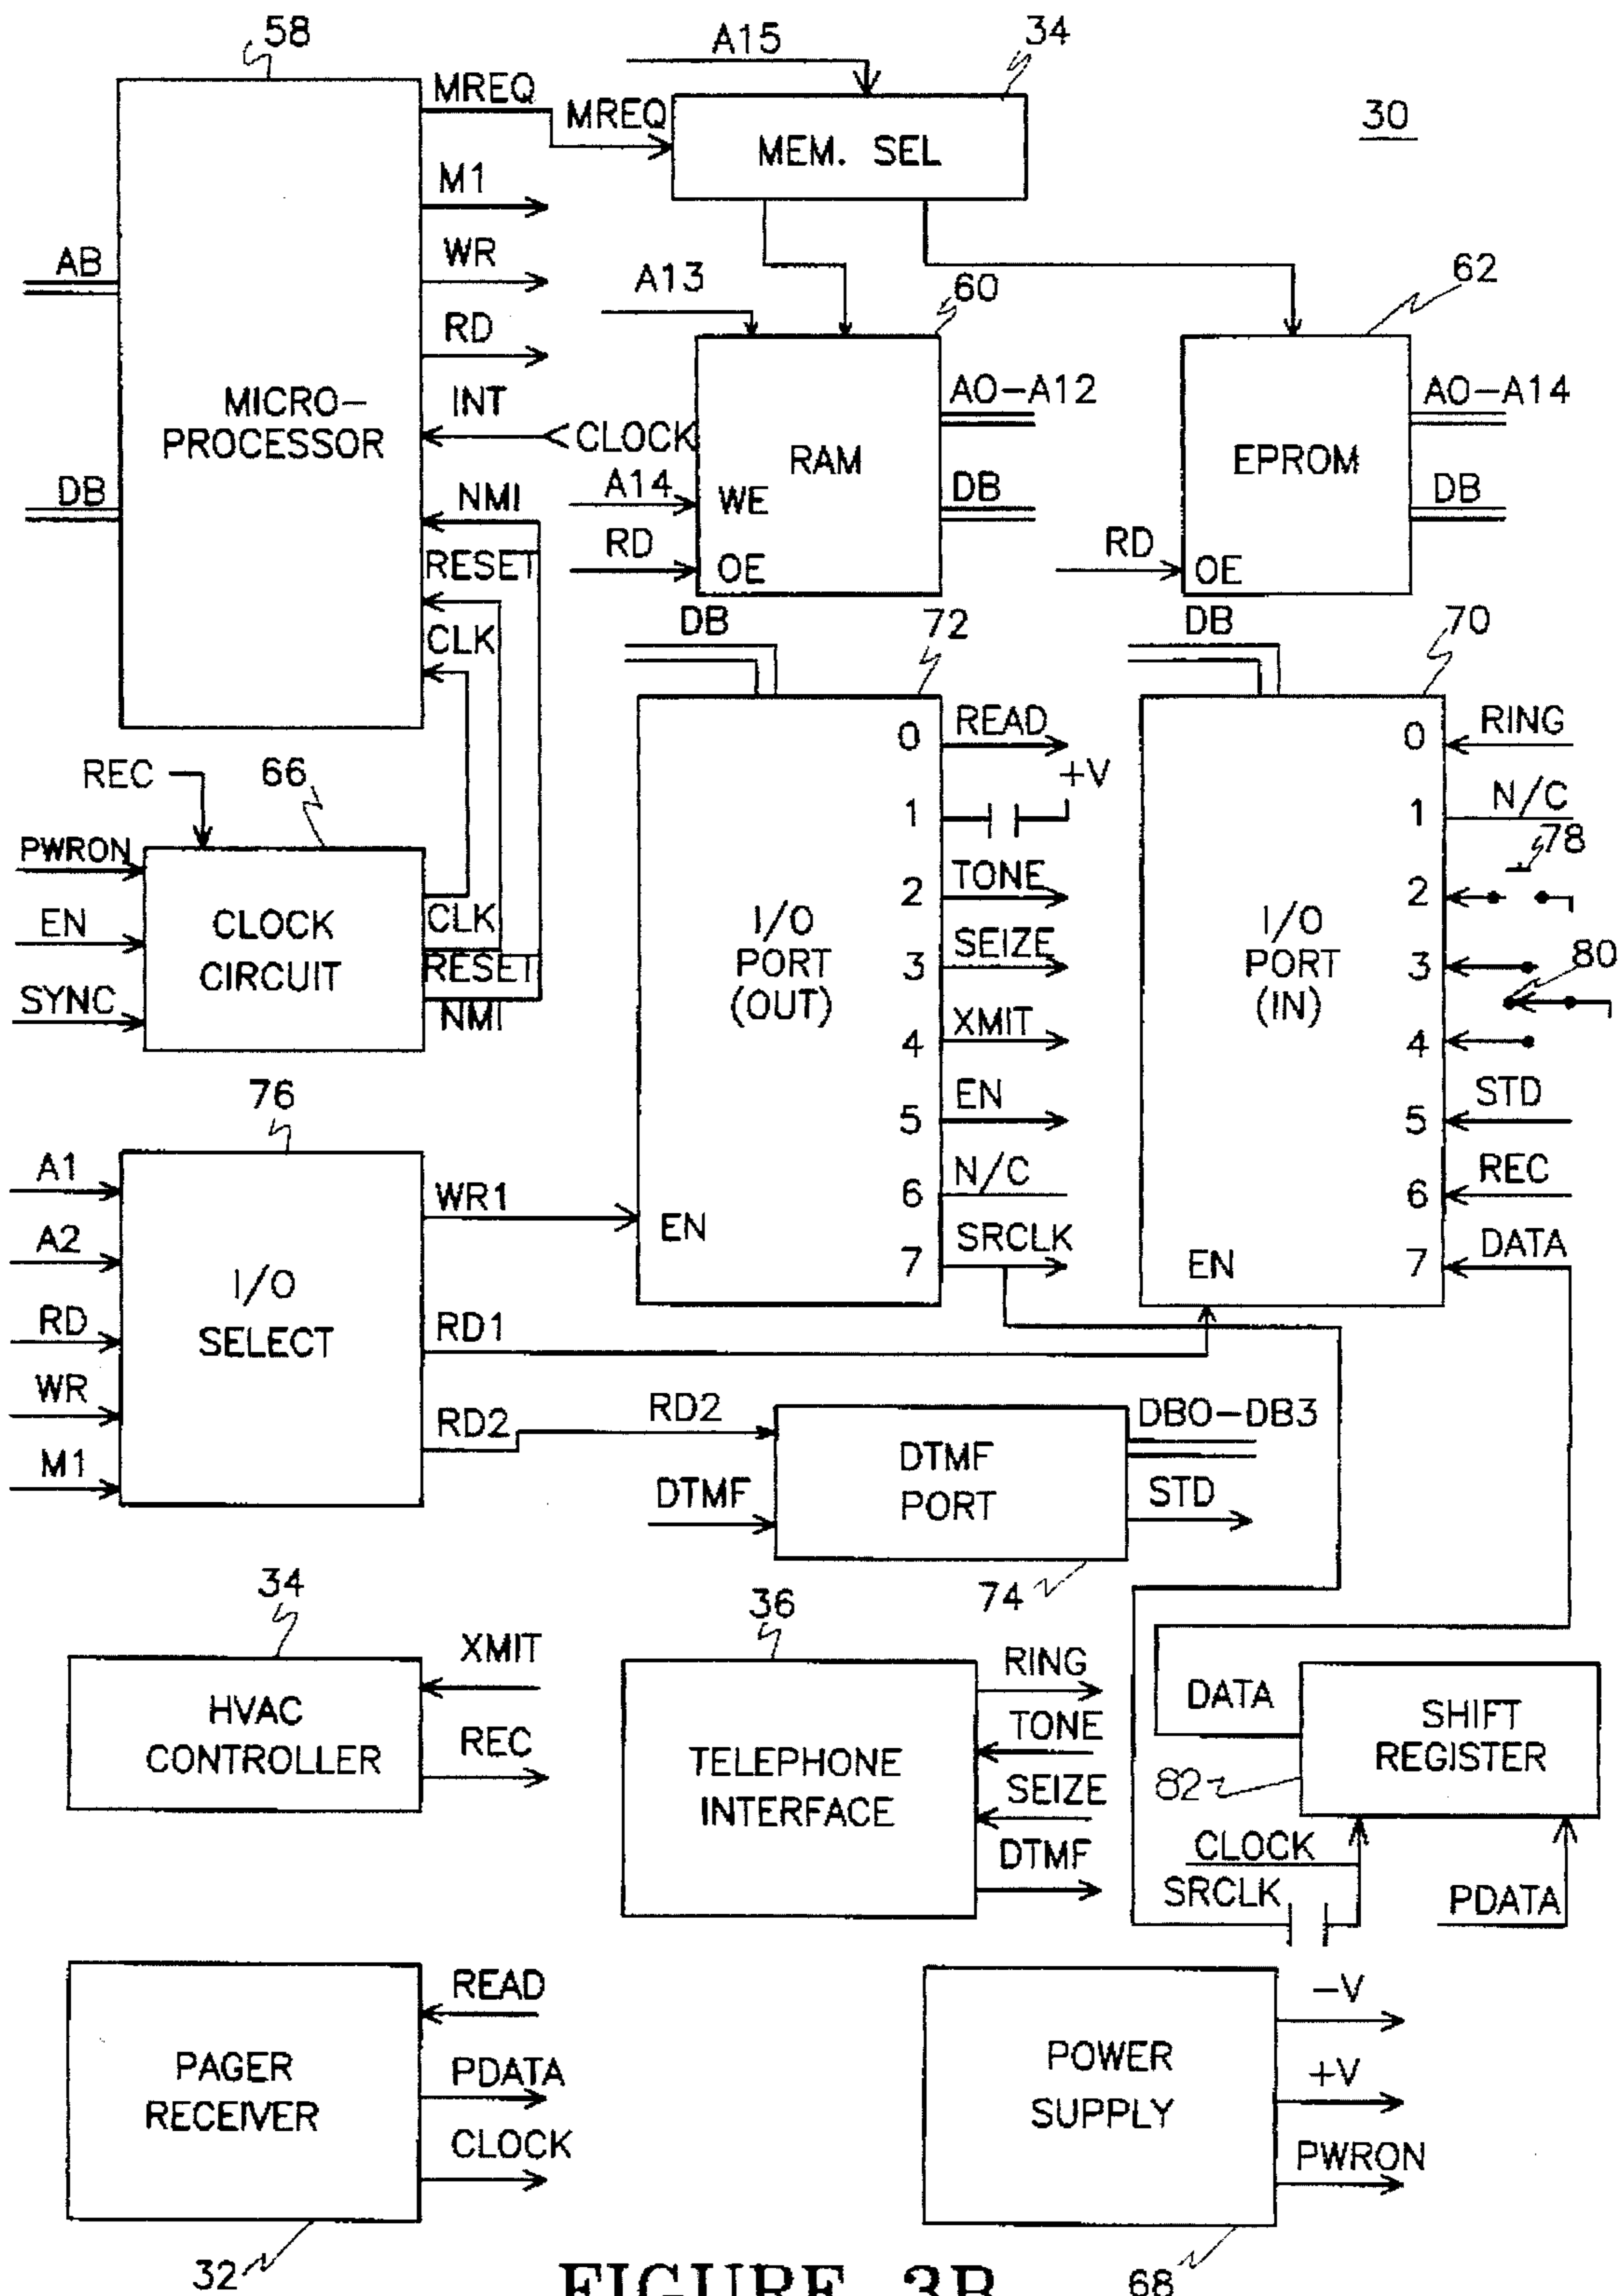 58
34
30
A15
MREQ
MREQ
MEM. SEL
M1
AB
WR
A13
60
62
RD
MICRO-
PROCESSOR
INT
CLOCK
RAM
AO-A12
EPROM
AO-A14
A14
WE
DB
DB
DB
NMI
RD
OE
RD
OE
RESET
CLK
DB
72
DB
70
REC
66
PWRON
EN
SYNC
CLOCK
CIRCUIT
CLK
RESET
NMI
I/O
PORT
(OUT)
EN
0
READ
+V
1
2
TONE
3
SEIZE
4
XMIT
5
EN
6
N/C
7
SRCLK
I/O
PORT
(IN)
EN
0
RING
1
N/C
78
2
3
80
4
5
STD
6
REC
7
DATA
76
A1
A2
RD
WR
M1
I/O
SELECT
WR1
RD1
RD2
RD2
DTMF
DTMF
PORT
DBO-DB3
STD
74
34
HVAC
CONTROLLER
XMIT
REC
36
TELEPHONE
INTERFACE
RING
TONE
SEIZE
DTMF
DATA
SHIFT
REGISTER
82
CLOCK
SRCLK
PDATA
PAGER
RECEIVER
READ
PDATA
CLOCK
32
POWER
SUPPLY
-V
+V
PWRON
68
FIGURE 3B